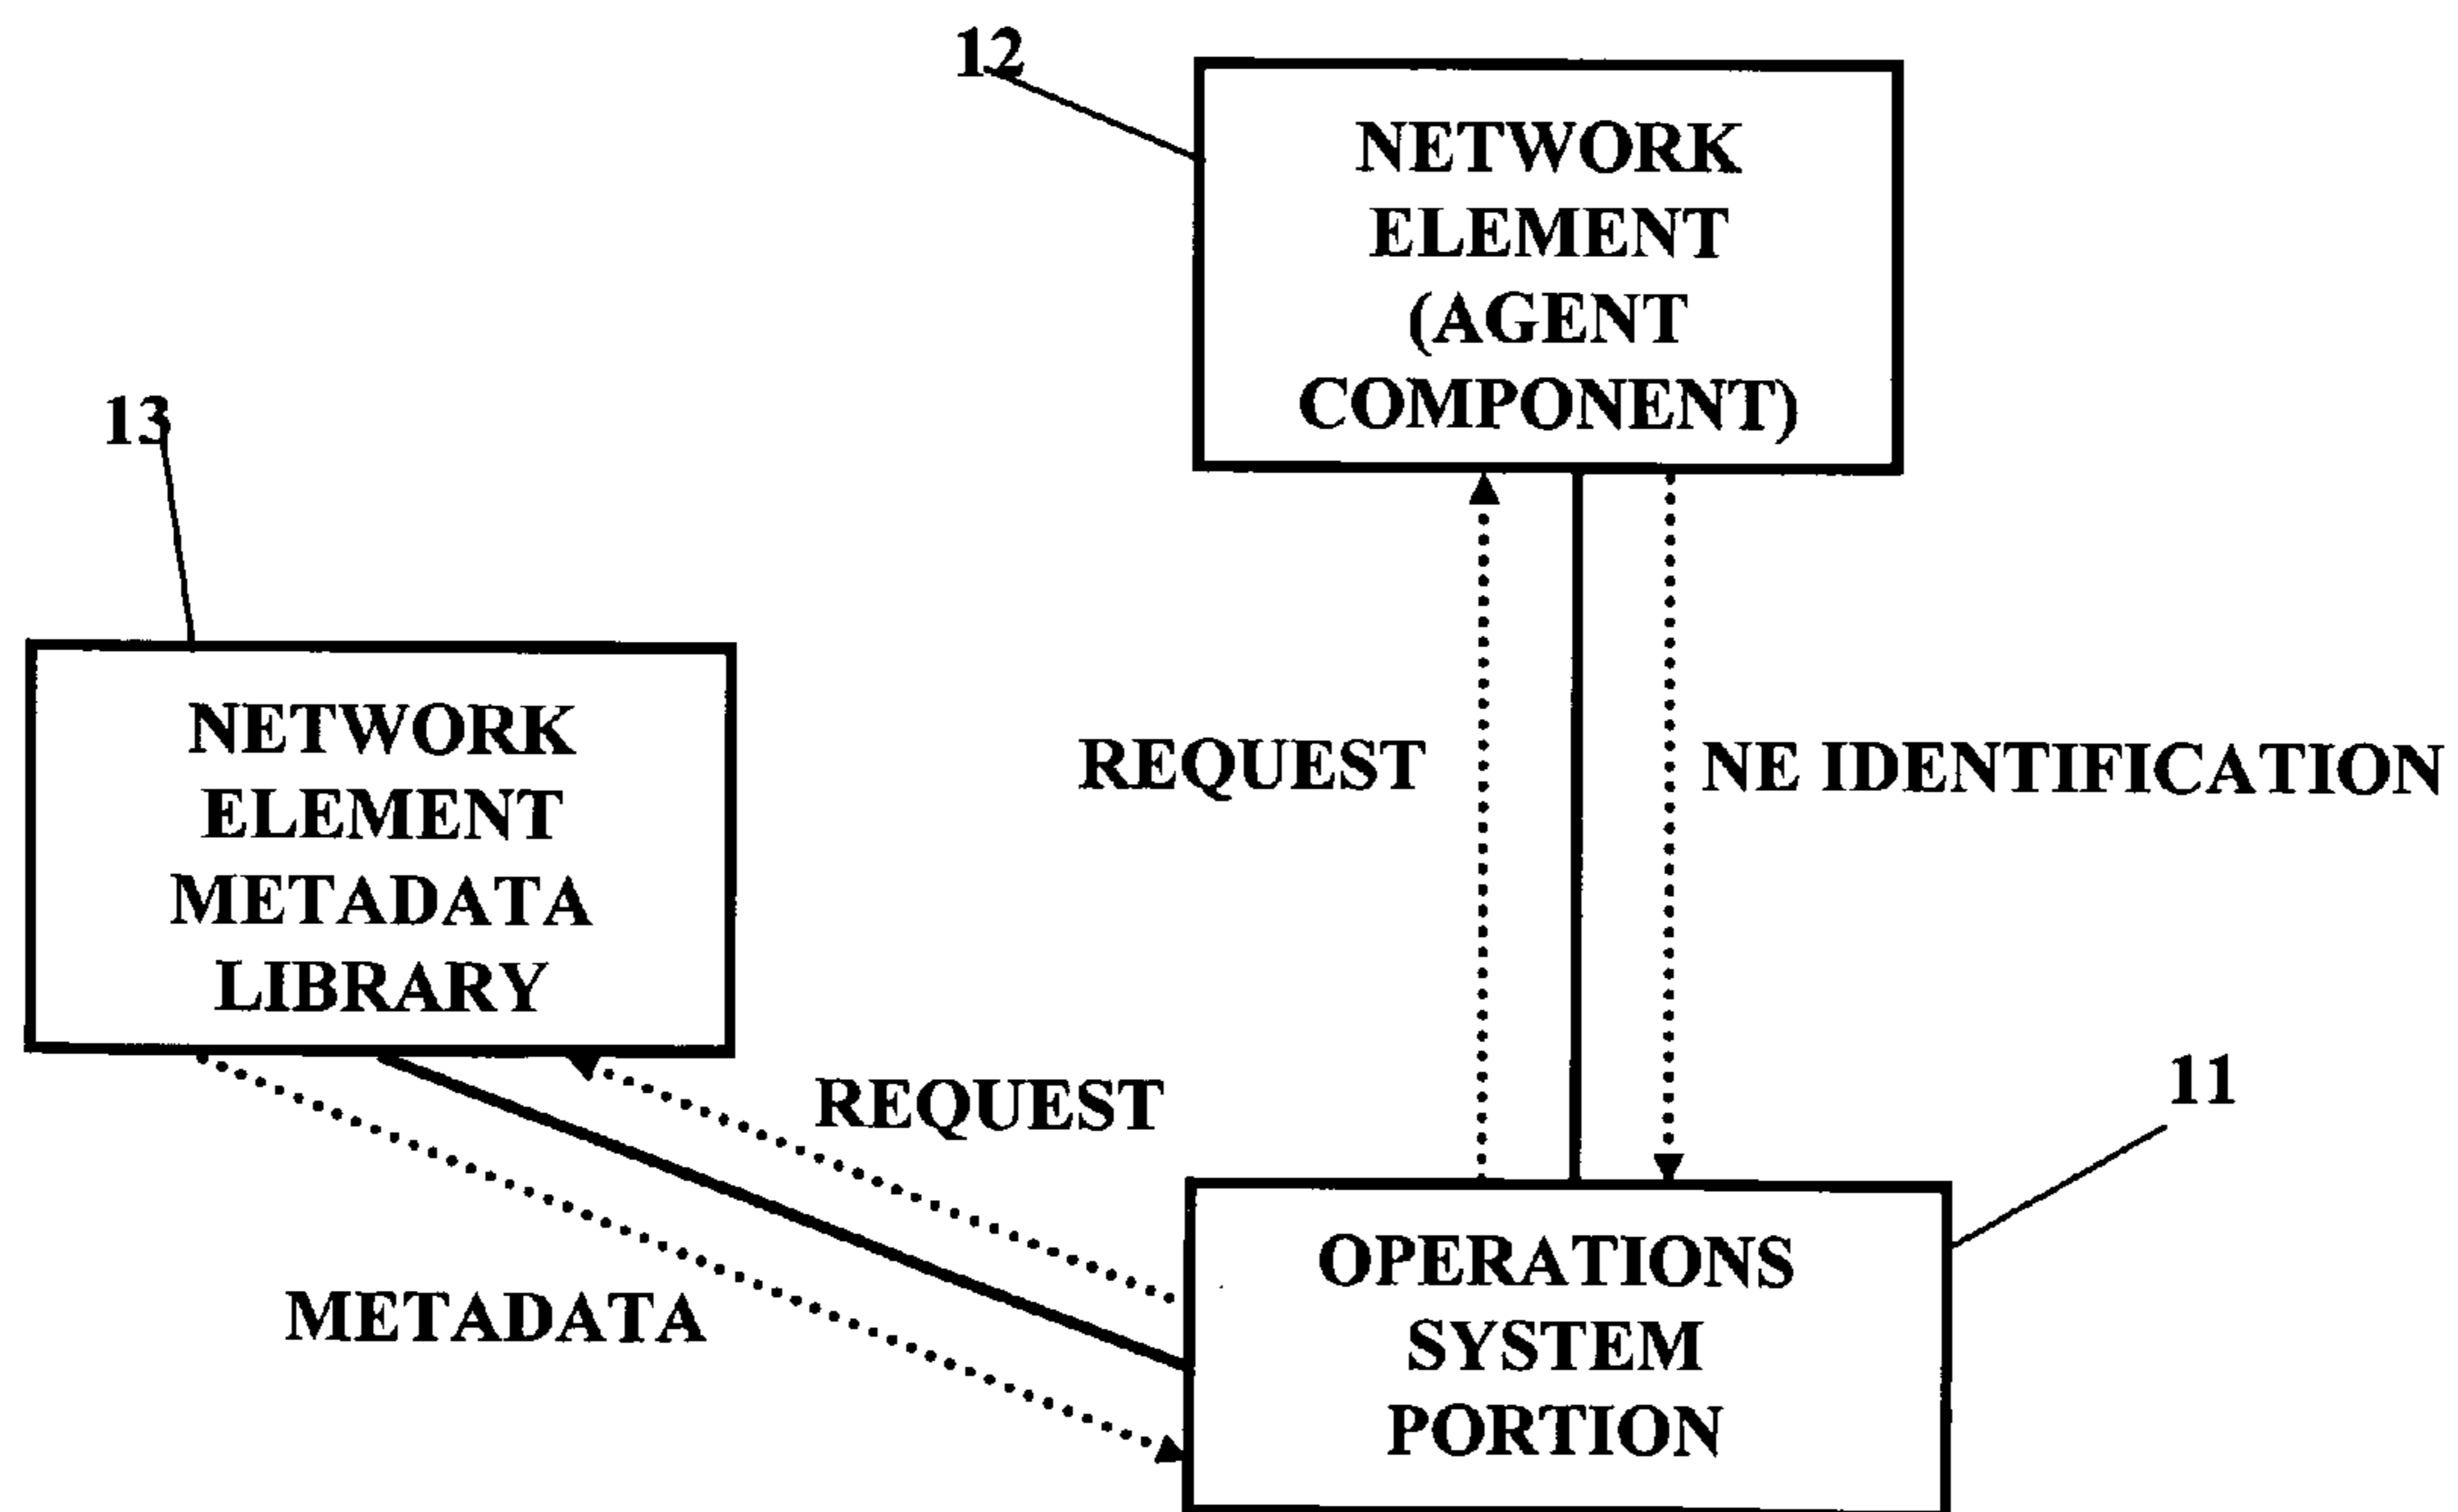 12
NETWORK
ELEMENT
(AGENT
COMPONENT)
13
NETWORK
ELEMENT
METADATA
LIBRARY
REQUEST
NE IDENTIFICATION
REQUEST
METADATA
11
OPERATIONS
SYSTEM
PORTION